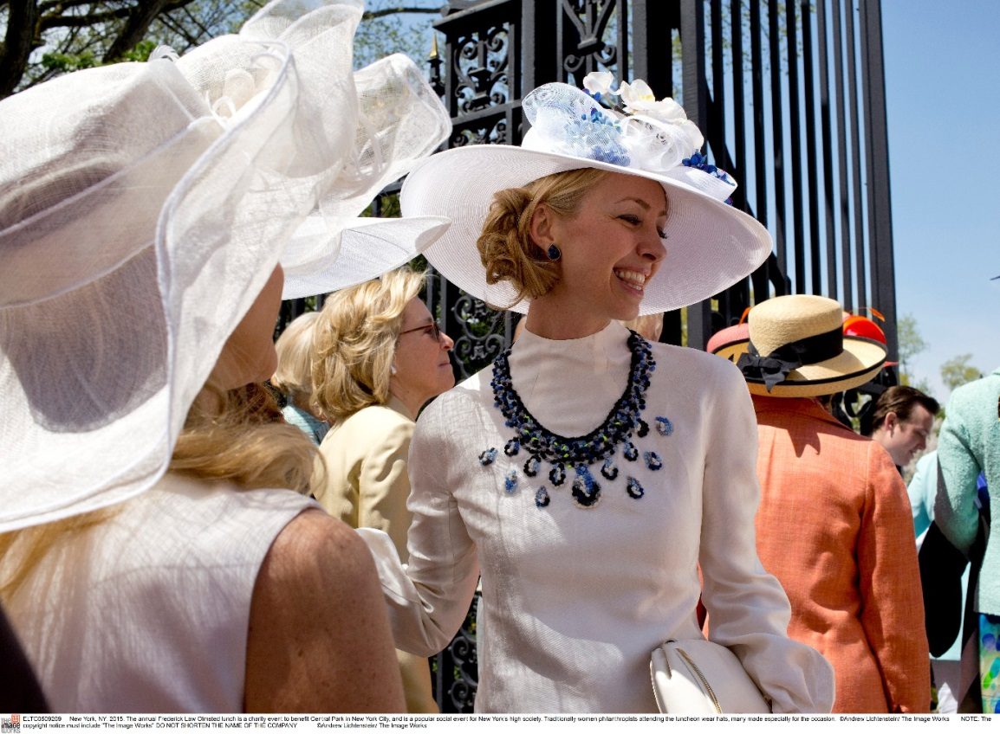 ELTC0509209 New York, NY. 2015. The annual Frederick Law Olmsted lunch is a charity event to benefit Central Park in New York City, and is a popular social event for New York's high society. Traditionally women philanthropists attending the luncheon wear hats, many made especially for the occasion. ©Andrew Lichtenstein/ The Image Works NOTE: The
copyright notice must include "The Image Works" DO NOT SHORTEN THE NAME OF THE COMPANY ©Andrew Lichtenstein/ The Image Works
THE
image
works